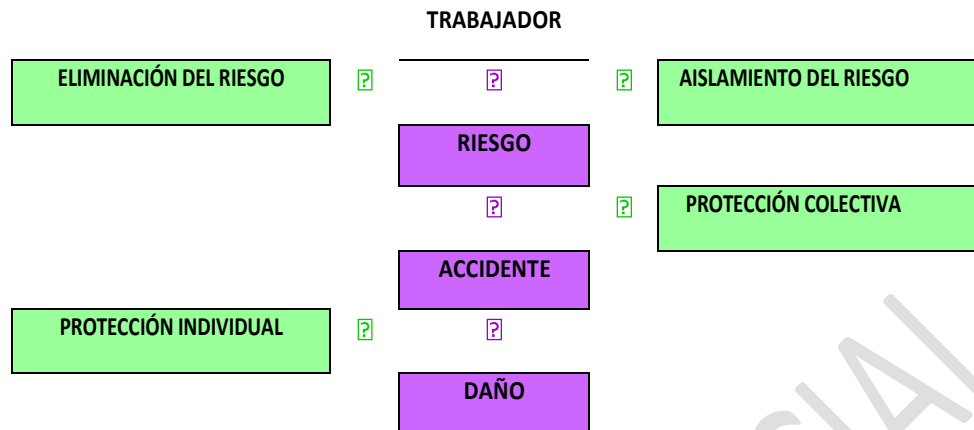 TRABAJADOR
ELIMINACIÓN DEL RIESGO ? ? ? AISLAMIENTO DEL RIESGO
RIESGO
? ? PROTECCIÓN COLECTIVA
ACCIDENTE
PROTECCIÓN INDIVIDUAL ? ?
DAÑO